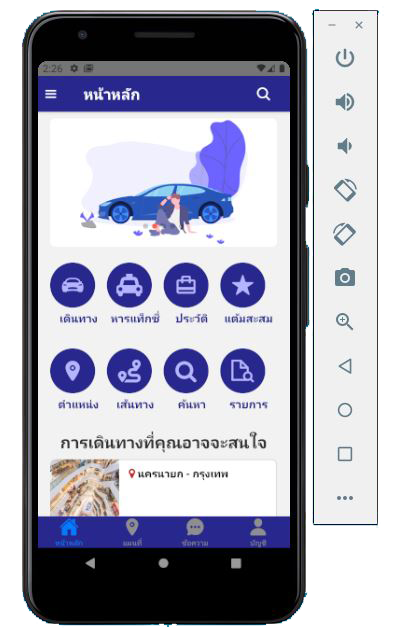 2:26
หน้าหลัก
เดินทาง หารแท็กซี่ ประวัติ แต้มสะสม
ตำแหน่ง เส้นทาง ค้นหา รายการ
การเดินทางที่คุณอาจจะสนใจ
นครนายก - กรุงเทพ
หน้าหลัก แผนที่ ข้อความ บัญชี